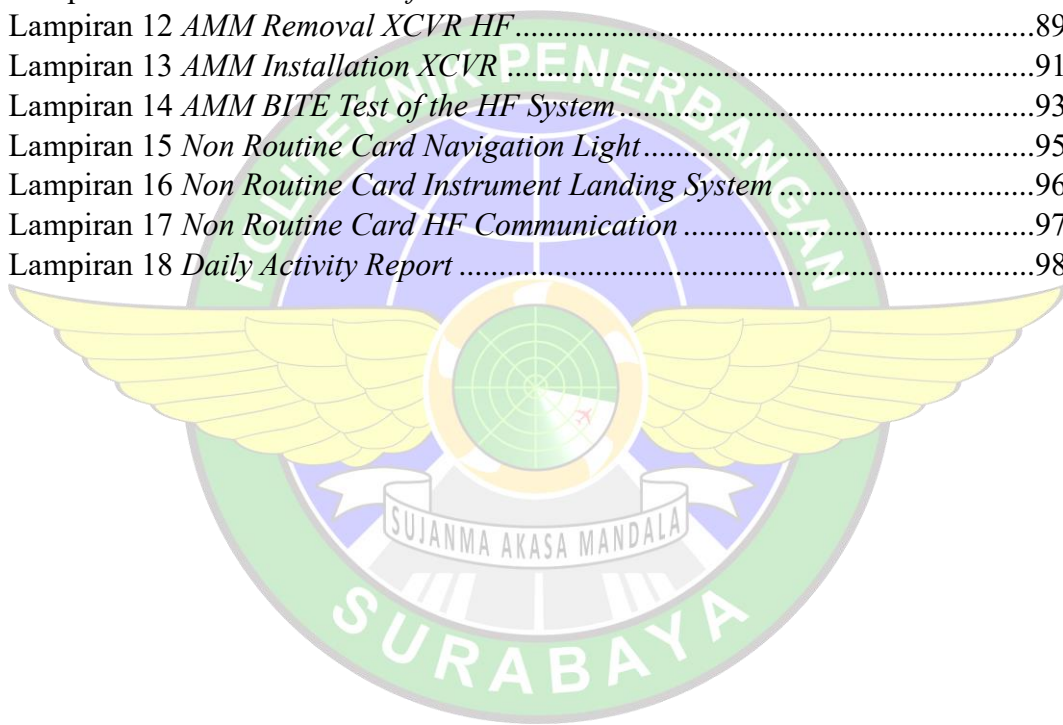 Lampiran 12 AMM Removal XCVR HF........................................................................89
Lampiran 13 AMM Installation XCVR .......................................................................91
Lampiran 14 AMM BITE Test of the HF System.........................................................93
Lampiran 15 Non Routine Card Navigation Light......................................................95
Lampiran 16 Non Routine Card Instrument Landing System ....................................96
Lampiran 17 Non Routine Card HF Communication .................................................97
Lampiran 18 Daily Activity Report .............................................................................98
POLITEKNIK PENERBANGAN
SUJANMA AKASA MANDALA
SURABAYA